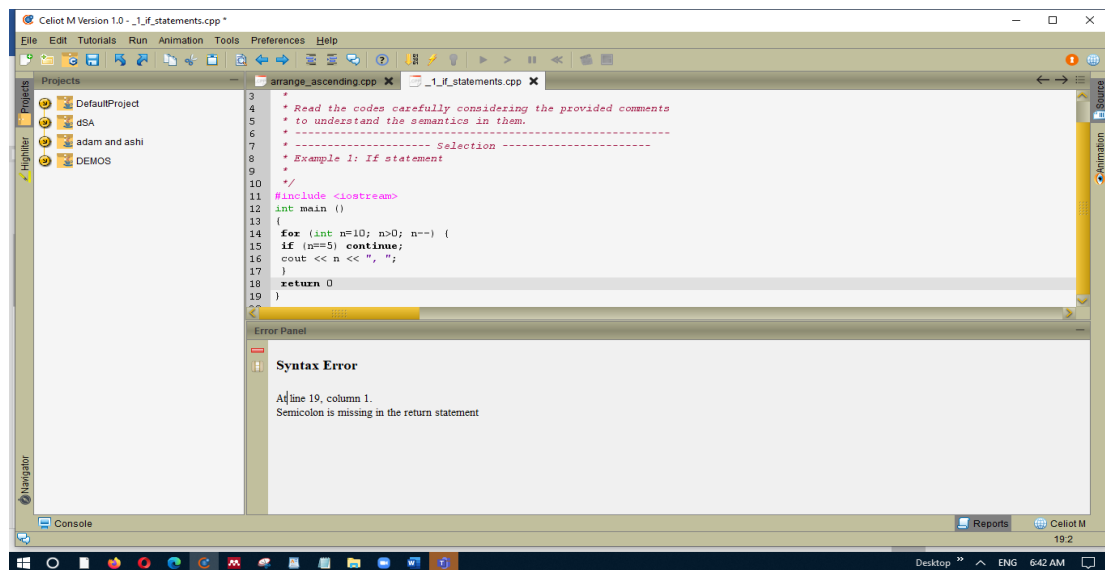 Celiot M Version 1.0 - _1_if_statements.cpp *
File Edit Tutorials Run Animation Tools Preferences Help
Projects
arrange_ascending.cpp
_1_if_statements.cpp
Projects
Highliter
Navigator
Source
Animation
DefaultProject
dSA
adam and ashi
DEMOS
3 *
4 * Read the codes carefully considering the provided comments
5 * to understand the semantics in them.
6 * ---------------------------------------------------------
7 * -------------------- Selection ----------------------
8 * Example 1: If statement
9 *
10 */
11 #include <iostream>
12 int main ()
13 {
14 for (int n=10; n>0; n--) {
15 if (n==5) continue;
16 cout << n << ", ";
17 }
18 return 0
19 }
Error Panel
Syntax Error
At line 19, column 1.
Semicolon is missing in the return statement
Console
Reports
Celiot M
19:2
Desktop
ENG
6:42 AM